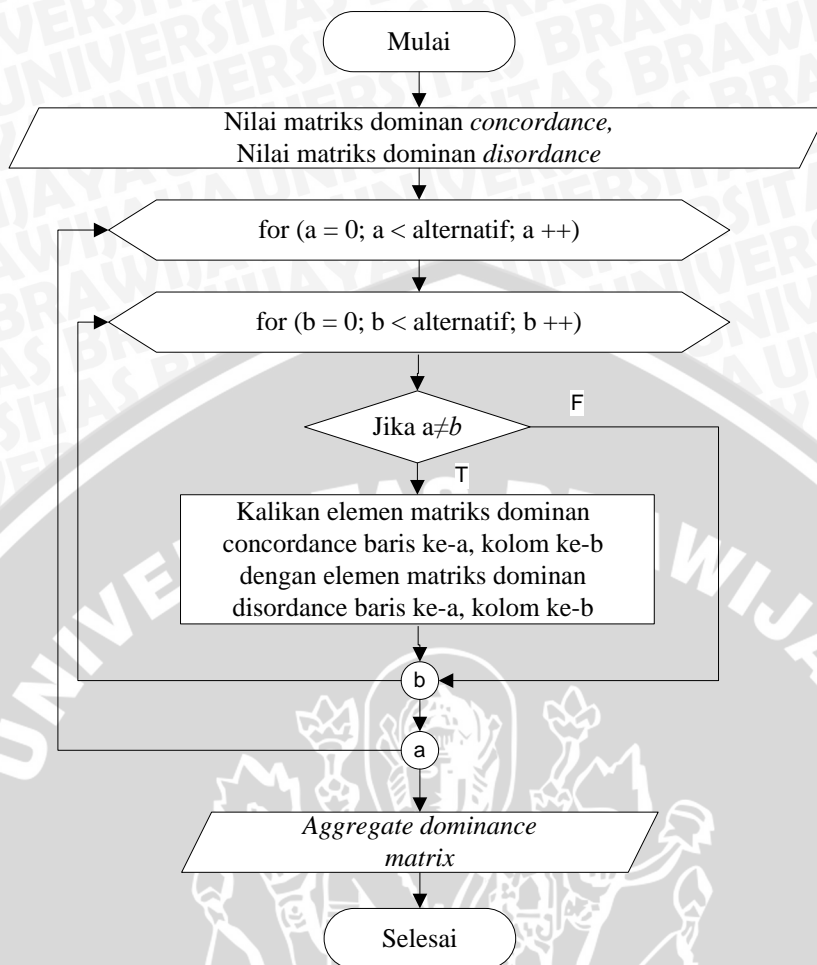 Mulai
Nilai matriks dominan concordance,
Nilai matriks dominan disordance
for (a = 0; a < alternatif; a ++)
for (b = 0; b < alternatif; b ++)
Jika a≠b
F
T
Kalikan elemen matriks dominan
concordance baris ke-a, kolom ke-b
dengan elemen matriks dominan
disordance baris ke-a, kolom ke-b
b
a
Aggregate dominance
matrix
Selesai
UNIVERSITAS BRAWIJA